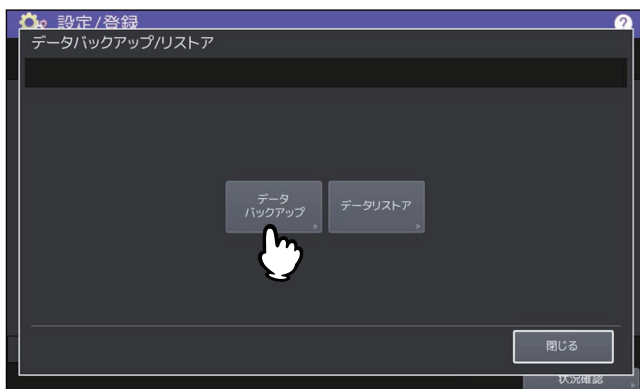 設定/登録
?
データバックアップ/リストア
データ
バックアップ
データリストア
閉じる
状況確認